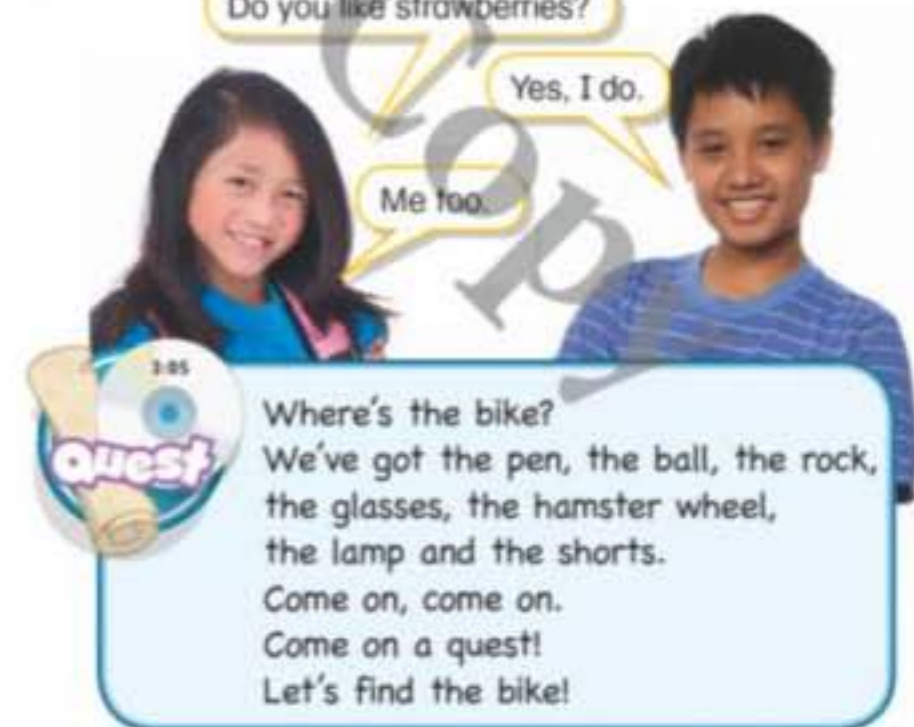 Do you like strawberries?
Yes, I do.
Me too.
Copy
3:05
Quest
Where's the bike?
We've got the pen, the ball, the rock,
the glasses, the hamster wheel,
the lamp and the shorts.
Come on, come on.
Come on a quest!
Let's find the bike!